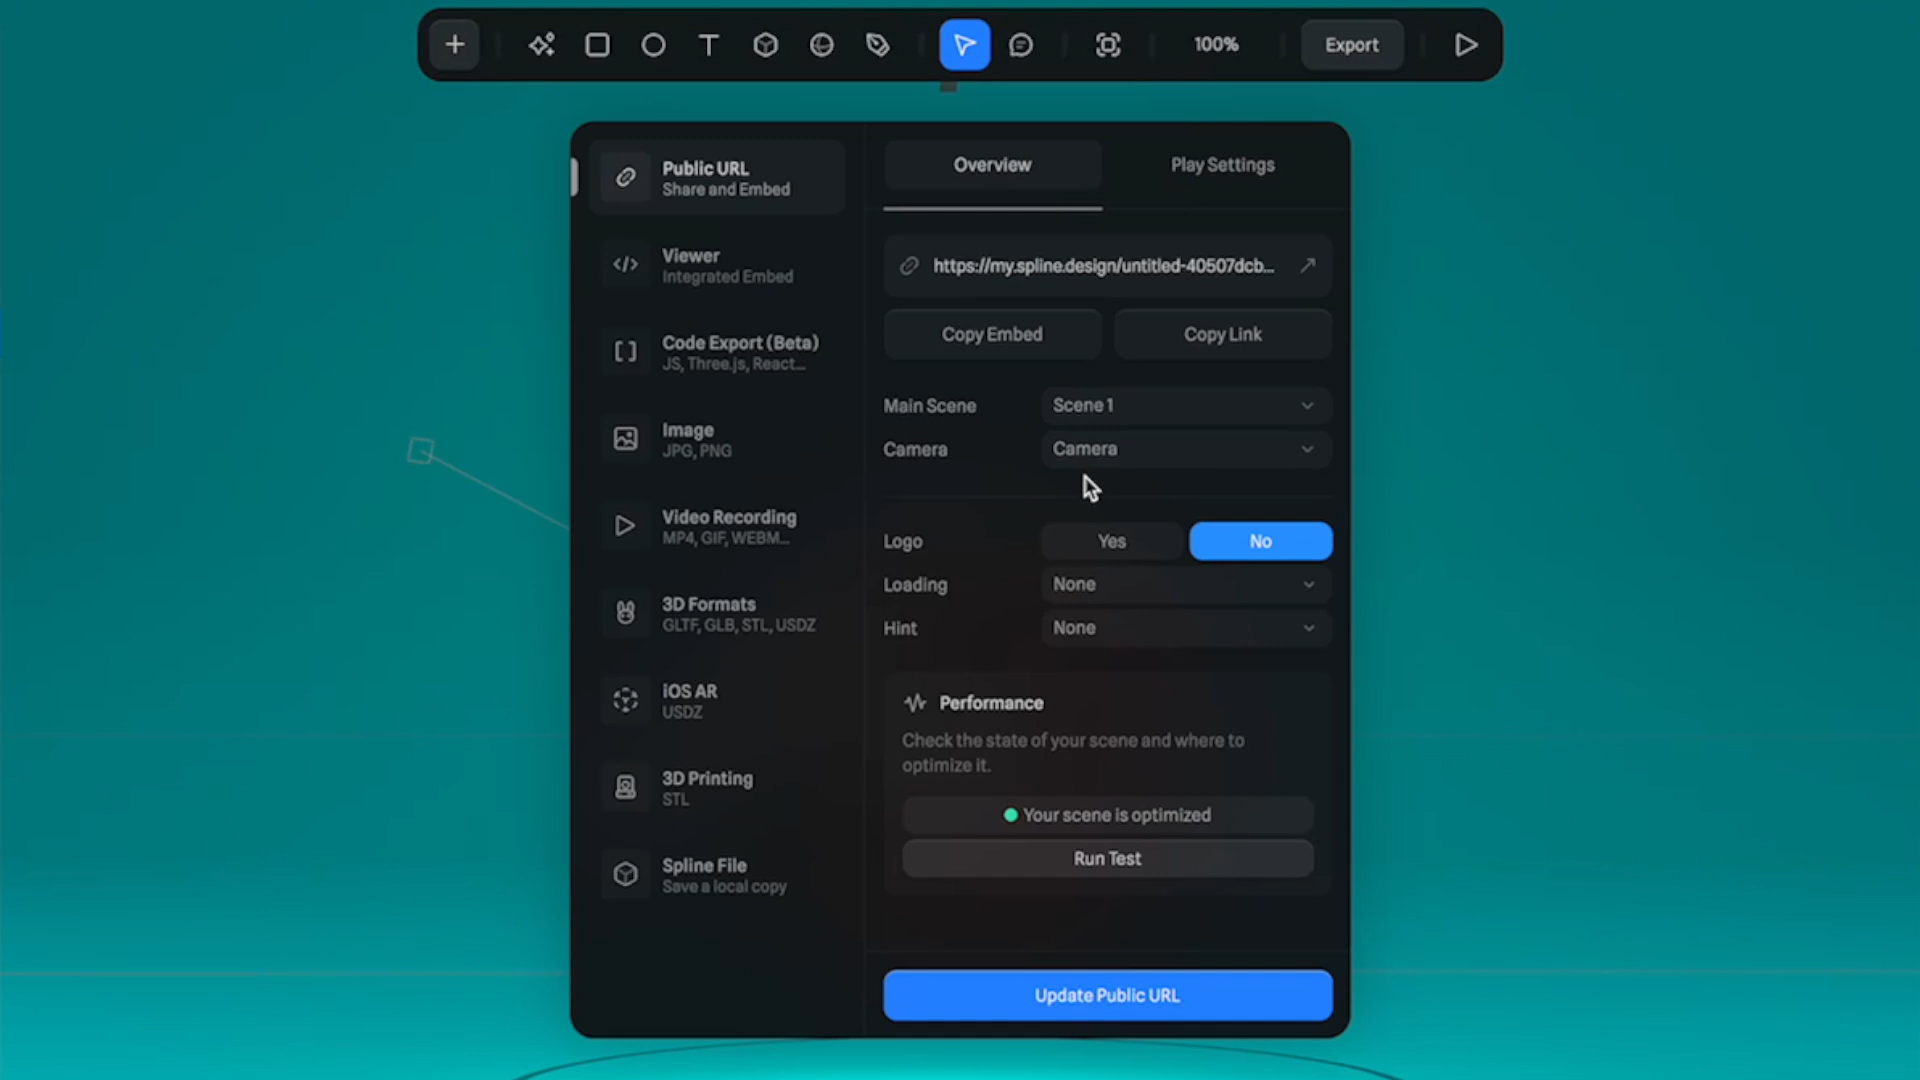 100%
Export
Public URL
Share and Embed
Viewer
Integrated Embed
Code Export (Beta)
JS, Three.js, React...
Image
JPG, PNG
Video Recording
MP4, GIF, WEBM...
3D Formats
GLTF, GLB, STL, USDZ
iOS AR
USDZ
3D Printing
STL
Spline File
Save a local copy
Overview
Play Settings
https://my.spline.design/untitled-40507dcb...
Copy Embed
Copy Link
Main Scene
Scene 1
Camera
Camera
Logo
Yes
No
Loading
None
Hint
None
Performance
Check the state of your scene and where to
optimize it.
Your scene is optimized
Run Test
Update Public URL